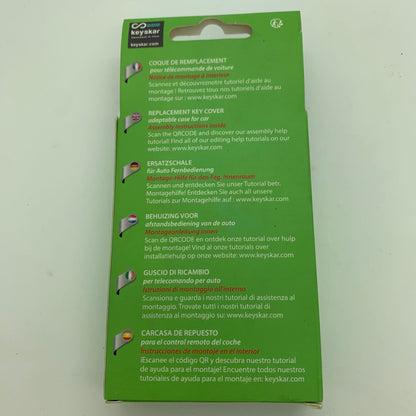 keyskar
keyskar.com
COQUE DE REMPLACEMENT
pour télécommande de voiture
Notice de montage à interieur
Scannez et découvrez notre tutoriel d'aide au
montage ! Retrouvez tous nos tutoriels d'aide au
montage sur : www.keyskar.com
REPLACEMENT KEY COVER
adaptable case for car
Assembly instructions inside
Scan the QRCODE and discover our assembly help
tutorial! Find all of our editing help tutorials on our
website: www.keyskar.com
ERSATZSCHALE
für Auto Fernbedienung
Montage-Hilfe für das Fzg. Innenraum
Scannen und entdecken Sie unser Tutorial betr.
Montagehilfe! Entdecken Sie auch all unsere
Tutorials zur Montagehilfe auf : www.keyskar.com
BEHUIZING VOOR
afstandsbediening van de auto
Montageanleitung innen
Scan de QRCODE en ontdek onze tutorial over hulp
bij de montage! Vind al onze tutorials over
installatiehulp op onze website: www.keyskar.com
GUSCIO DI RICAMBIO
per telecomando per auto
Istruzioni di montaggio all'interno
Scansiona e guarda i nostri tutorial di assistenza al
montaggio. Trovate tutti i nostri tutorial di
assistenza al montaggio su: www.keyskar.com
CARCASA DE REPUESTO
para el control remoto del coche
Instrucciones de montaje en el interior
¡Escanee el código QR y descubra nuestro tutorial
de ayuda para el montaje! Encuentre todos nuestros
tutoriales de ayuda para el montaje en: keyskar.com